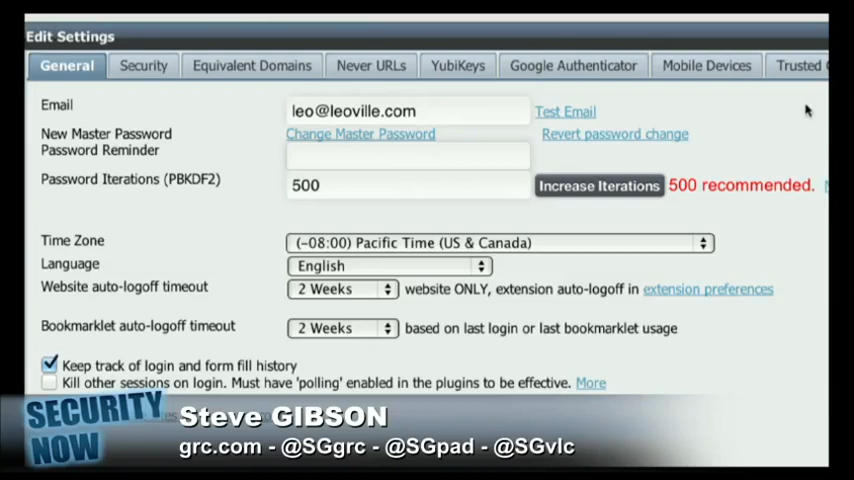 Edit Settings
General Security Equivalent Domains Never URLs YubiKeys Google Authenticator Mobile Devices Trusted
Email leo@leoville.com Test Email
New Master Password Change Master Password Revert password change
Password Reminder
Password Iterations (PBKDF2) 500 Increase Iterations 500 recommended.
Time Zone (-08:00) Pacific Time (US & Canada)
Language English
Website auto-logoff timeout 2 Weeks website ONLY, extension auto-logoff in extension preferences
Bookmarklet auto-logoff timeout 2 Weeks based on last login or last bookmarklet usage
Keep track of login and form fill history
Kill other sessions on login. Must have 'polling' enabled in the plugins to be effective. More
SECURITY NOW
Steve GIBSON
grc.com - @SGgrc - @SGpad - @SGvlc